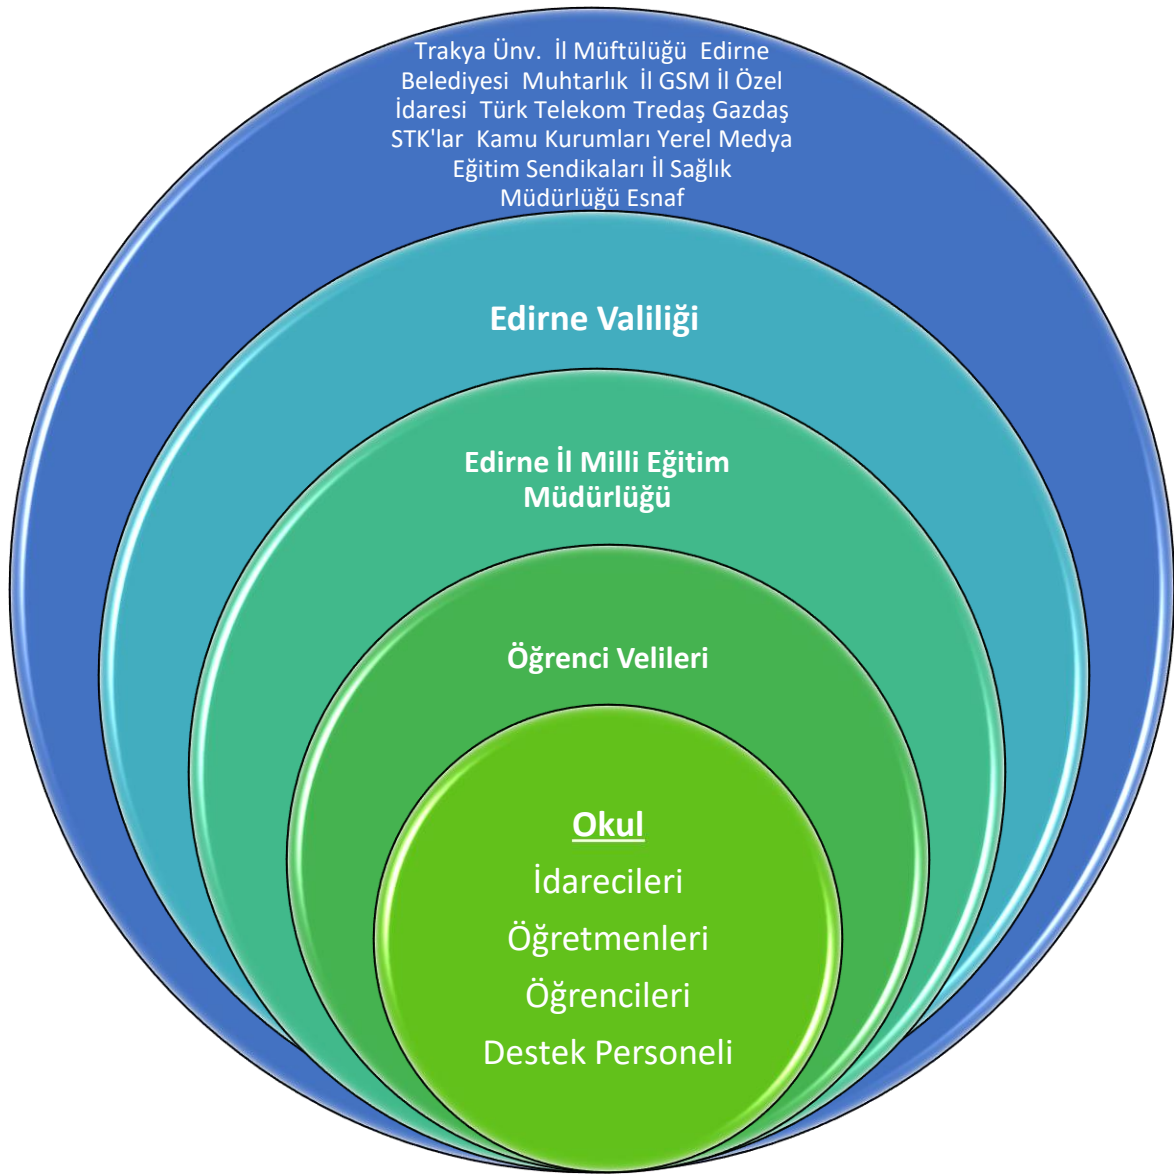 Trakya Ünv.  İl Müftülüğü  Edirne
Belediyesi  Muhtarlık  İl GSM İl Özel
İdaresi  Türk Telekom Tredaş Gazdaş
STK'lar  Kamu Kurumları Yerel Medya
Eğitim Sendikaları İl Sağlık
Müdürlüğü Esnaf
Edirne Valiliği
Edirne İl Milli Eğitim
Müdürlüğü
Öğrenci Velileri
Okul
İdarecileri
Öğretmenleri
Öğrencileri
Destek Personeli